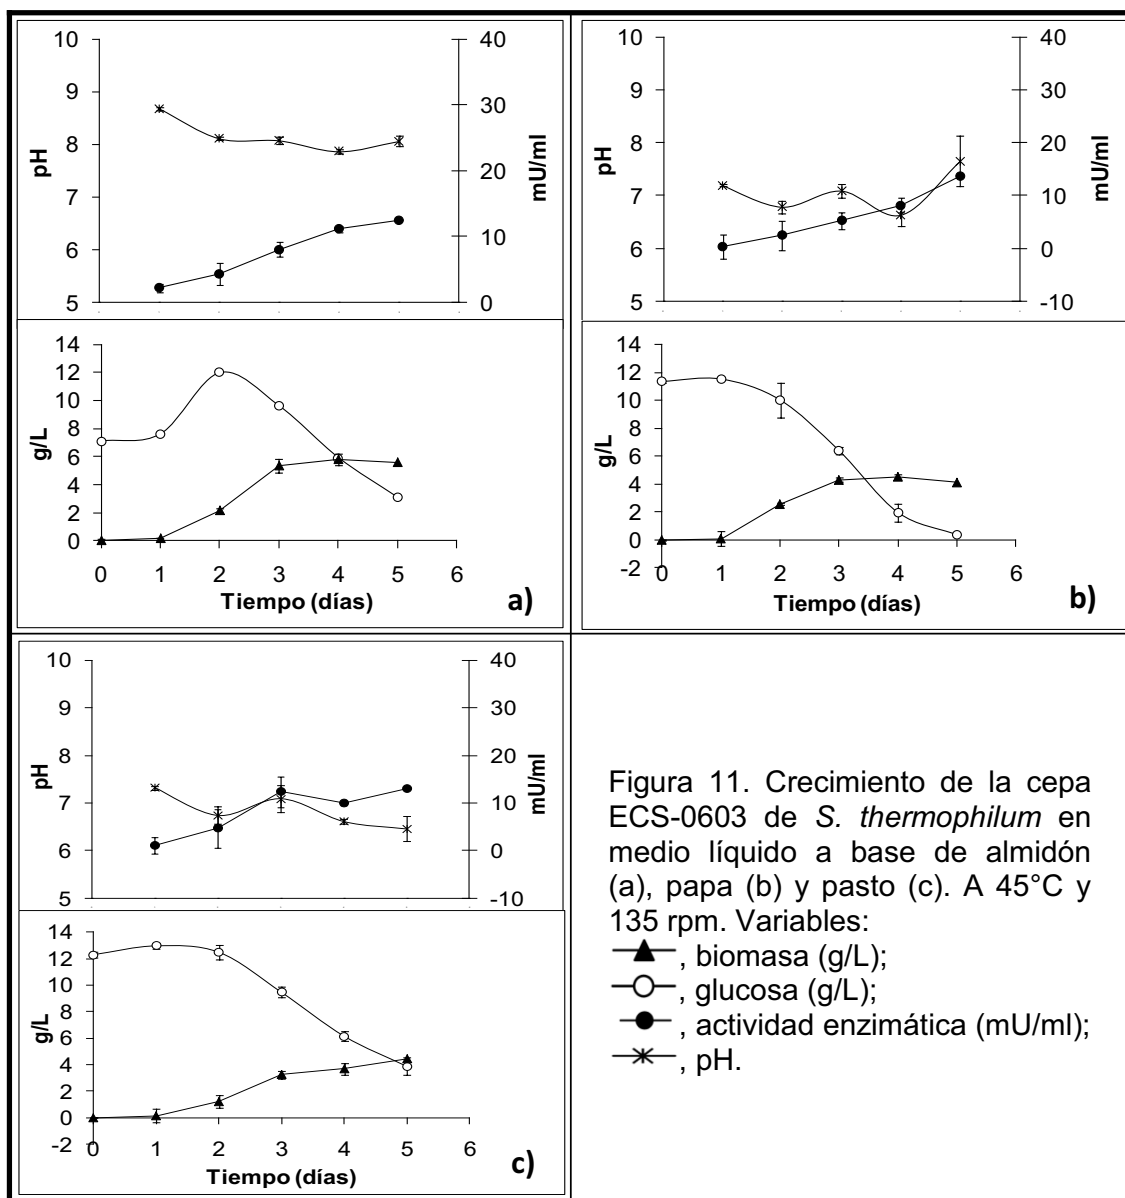 10
9
8
7
6
5
pH
40
30
20
10
0
mU/ml
14
12
10
8
6
4
2
0
g/L
0 1 2 3 4 5 6
Tiempo (días)
a)
10
9
8
7
6
5
pH
40
30
20
10
0
-10
mU/ml
14
12
10
8
6
4
2
0
-2
g/L
0 1 2 3 4 5 6
Tiempo (días)
b)
10
9
8
7
6
5
pH
40
30
20
10
0
-10
mU/ml
14
12
10
8
6
4
2
0
-2
g/L
0 1 2 3 4 5 6
Tiempo (días)
c)
Figura 11. Crecimiento de la cepa
ECS-0603 de S. thermophilum en
medio líquido a base de almidón
(a), papa (b) y pasto (c). A 45°C y
135 rpm. Variables:
, biomasa (g/L);
, glucosa (g/L);
, actividad enzimática (mU/ml);
, pH.